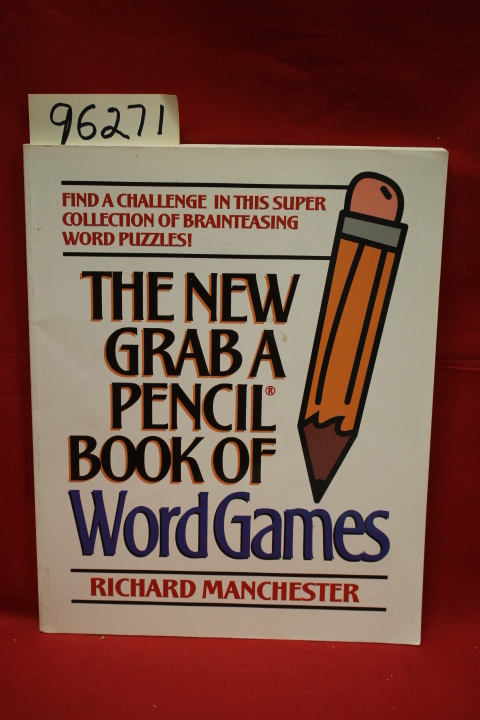 96271
FIND A CHALLENGE IN THIS SUPER
COLLECTION OF BRAINTEASING
WORD PUZZLES!
THE NEW
GRAB A
PENCIL®
BOOK OF
Word Games
RICHARD MANCHESTER